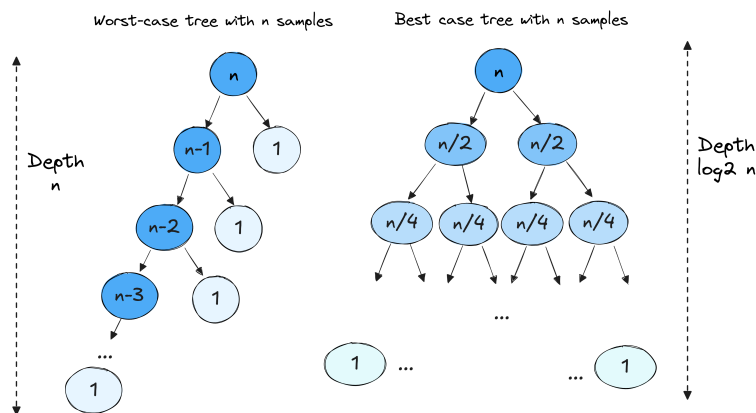 Worst-case tree with n samples
Best case tree with n samples
Depth
n
n
n-1
1
n-2
1
n-3
1
...
1
n
n/2
n/2
n/4
n/4
n/4
n/4
...
1
...
...
1
Depth
log2 n